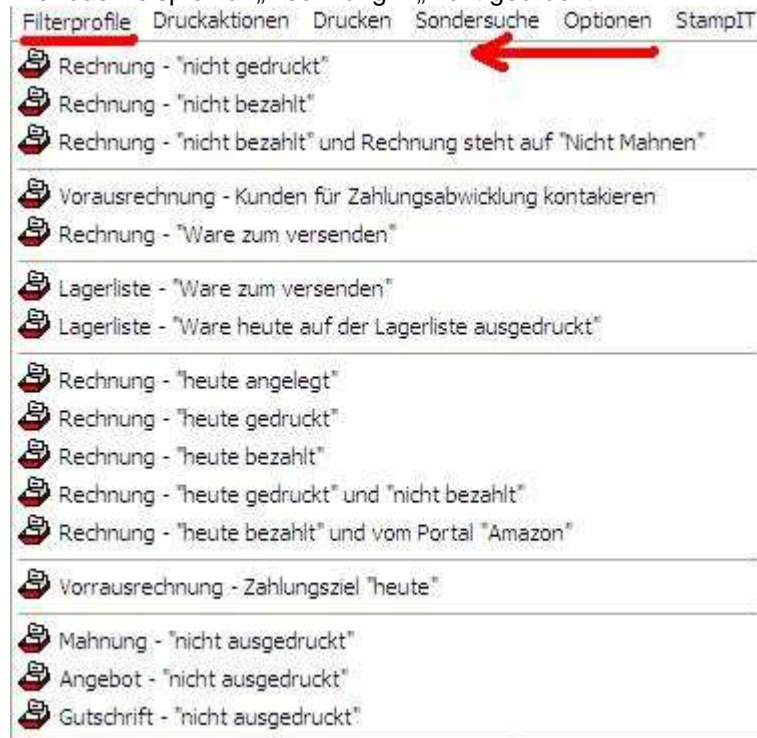 Filterprofile Druckaktionen Drucken Sondersuche Optionen StampIT
Rechnung - "nicht gedruckt"
Rechnung - "nicht bezahlt"
Rechnung - "nicht bezahlt" und Rechnung steht auf "Nicht Mahnen"
Vorausrechnung - Kunden für Zahlungsabwicklung kontakieren
Rechnung - "Ware zum versenden"
Lagerliste - "Ware zum versenden"
Lagerliste - "Ware heute auf der Lagerliste ausgedruckt"
Rechnung - "heute angelegt"
Rechnung - "heute gedruckt"
Rechnung - "heute bezahlt"
Rechnung - "heute gedruckt" und "nicht bezahlt"
Rechnung - "heute bezahlt" und vom Portal "Amazon"
Vorrausrechnung - Zahlungsziel "heute"
Mahnung - "nicht ausgedruckt"
Angebot - "nicht ausgedruckt"
Gutschrift - "nicht ausgedruckt"